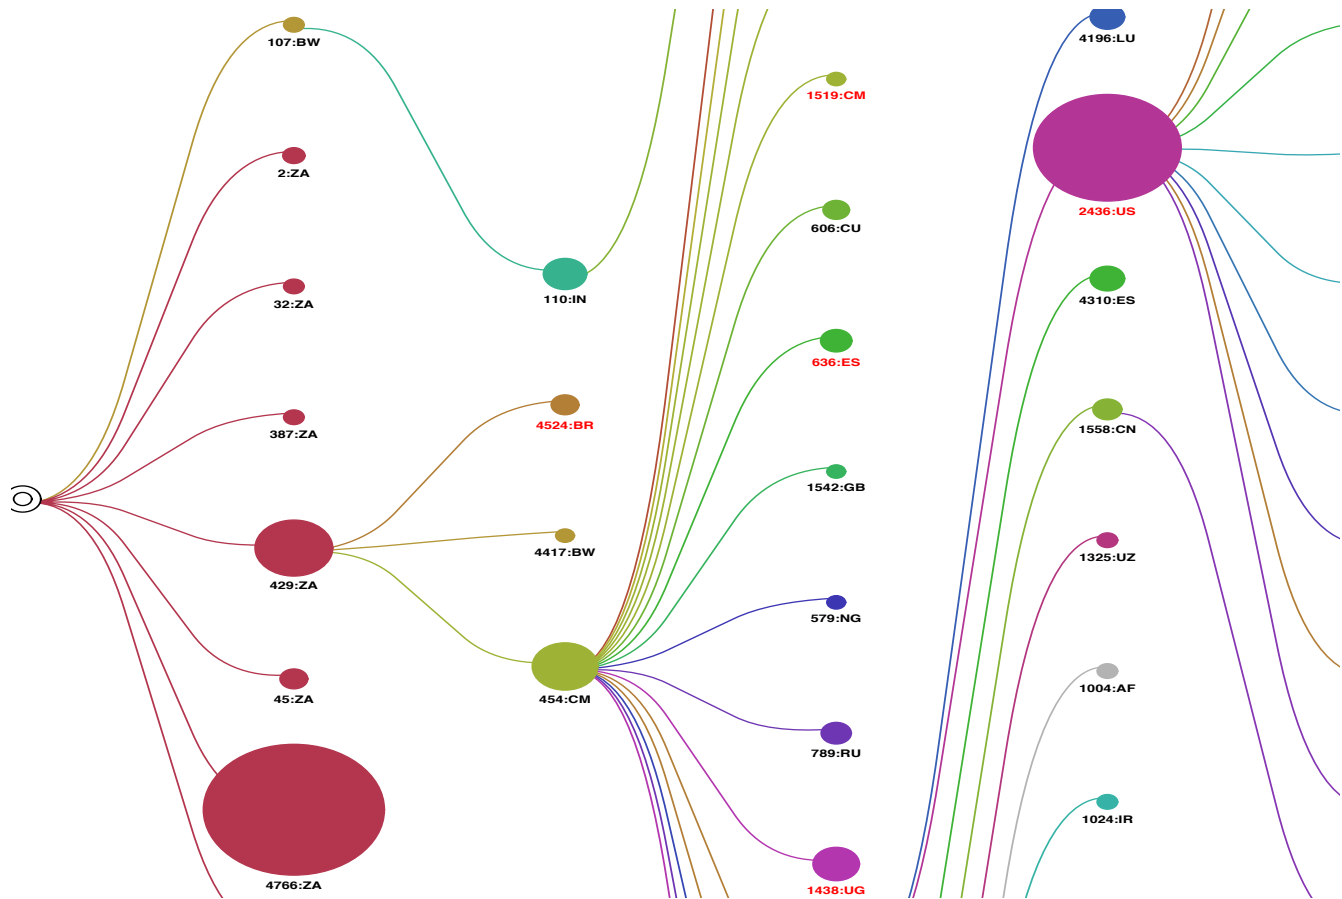 107:BW
2:ZA
32:ZA
387:ZA
429:ZA
45:ZA
4766:ZA
110:IN
4524:BR
4417:BW
454:CM
1519:CM
606:CU
636:ES
1542:GB
579:NG
789:RU
1438:UG
4196:LU
2436:US
4310:ES
1558:CN
1325:UZ
1004:AF
1024:IR